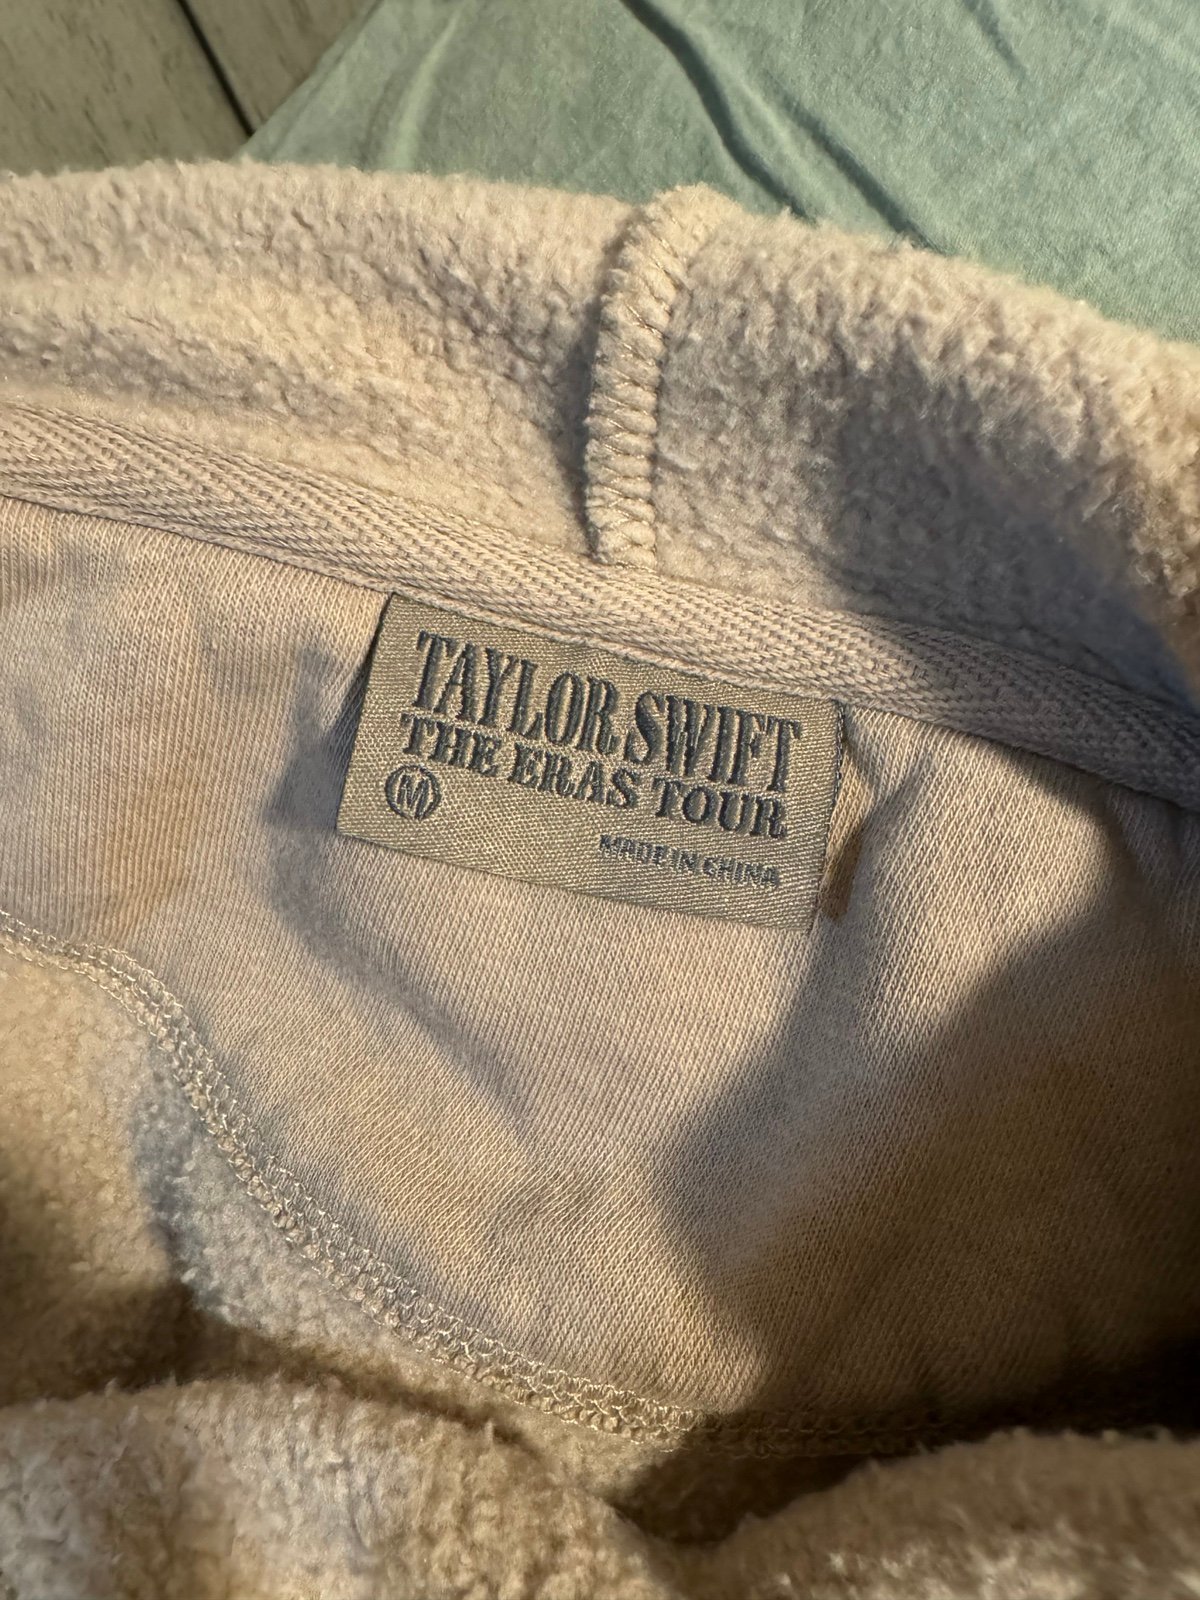 TAYLOR SWIFT
THE ERAS TOUR
M
MADE IN CHINA